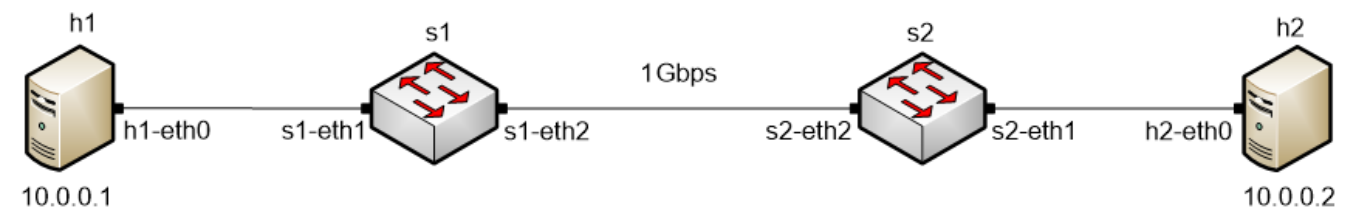 h1
s1
s2
h2
1Gbps
h1-eth0
s1-eth1
s1-eth2
s2-eth2
s2-eth1
h2-eth0
10.0.0.1
10.0.0.2